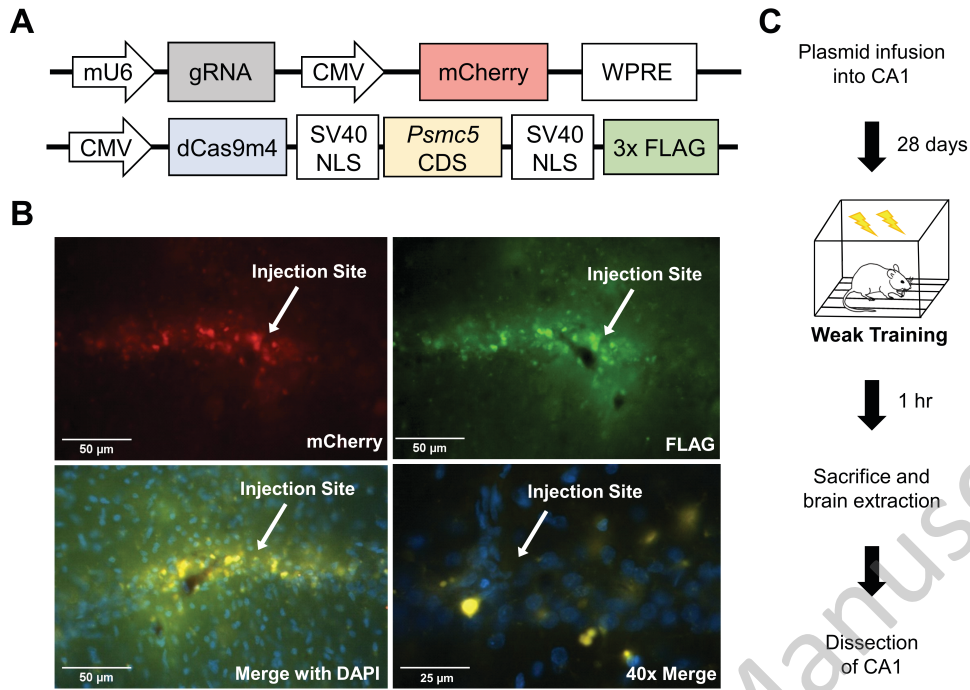 A
mU6
gRNA
CMV
mCherry
WPRE
CMV
dCas9m4
SV40
NLS
Psmc5
CDS
SV40
NLS
3x FLAG
B
Injection Site
50 µm
mCherry
Injection Site
50 µm
FLAG
Injection Site
50 µm
Merge with DAPI
Injection Site
25 µm
40x Merge
C
Plasmid infusion
into CA1
28 days
Weak Training
1 hr
Sacrifice and
brain extraction
Dissection
of CA1
Manus